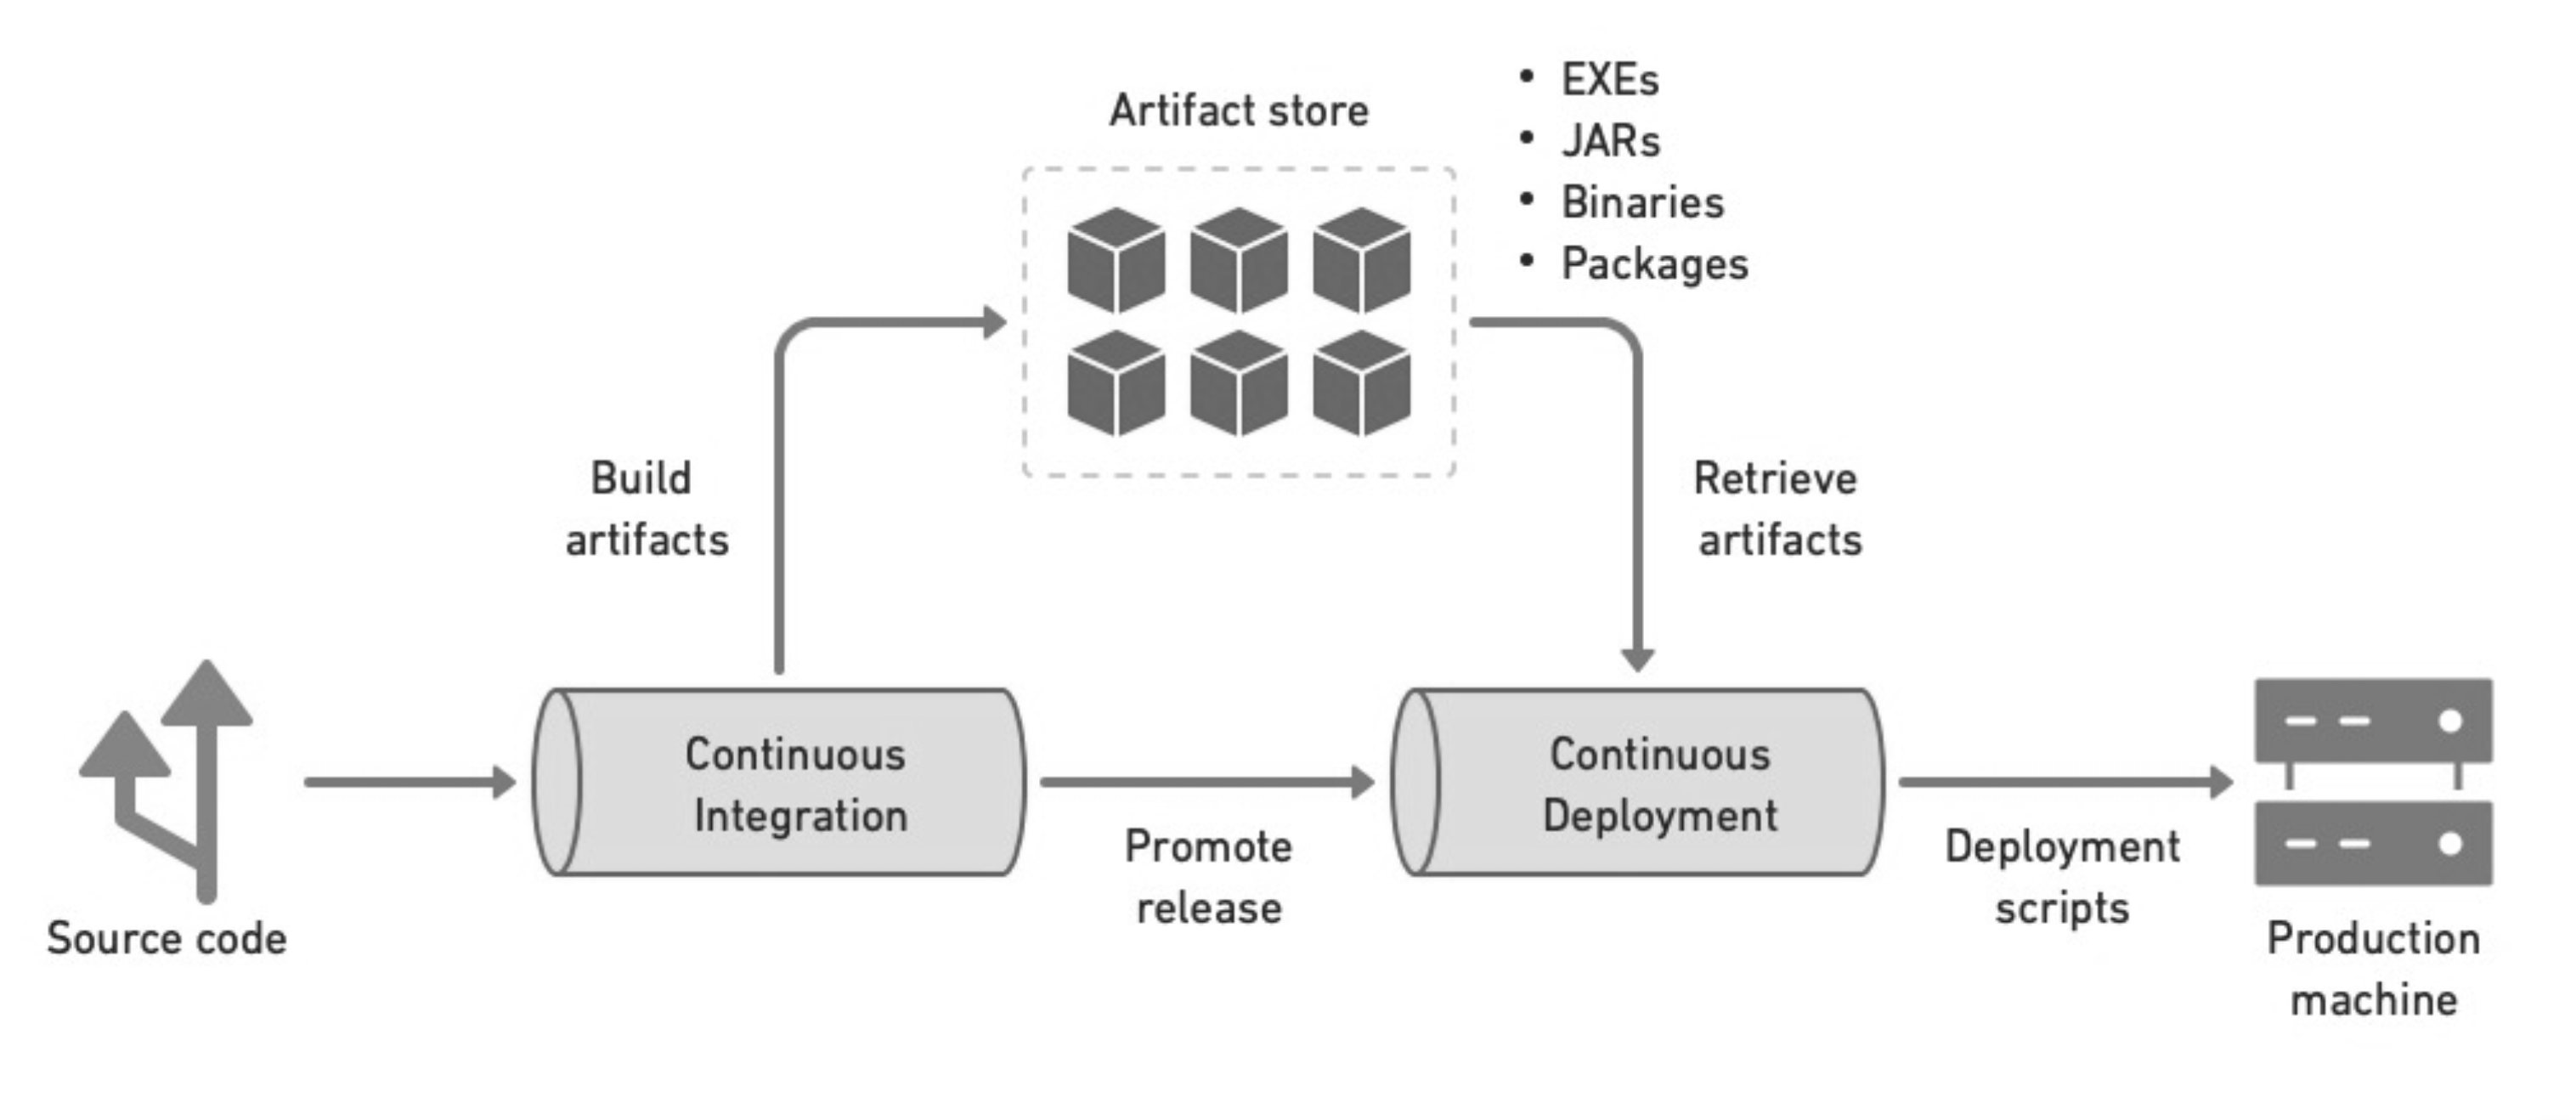 Artifact store
• EXEs
• JARs
• Binaries
• Packages
Build
artifacts
Retrieve
artifacts
Source code
Continuous
Integration
Promote
release
Continuous
Deployment
Deployment
scripts
Production
machine